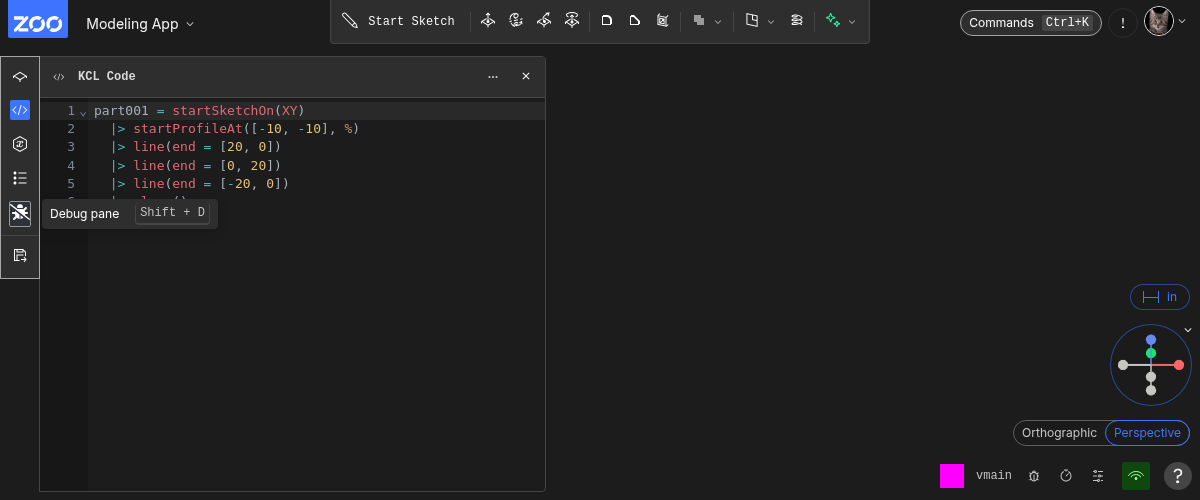 ZOO
Modeling App
Start Sketch
Commands Ctrl+K
!
KCL Code
1 part001 = startSketchOn(XY)
2 |> startProfileAt([-10, -10], %)
3 |> line(end = [20, 0])
4 |> line(end = [0, 20])
5 |> line(end = [-20, 0])
Debug pane Shift + D
in
Orthographic Perspective
vmain
?